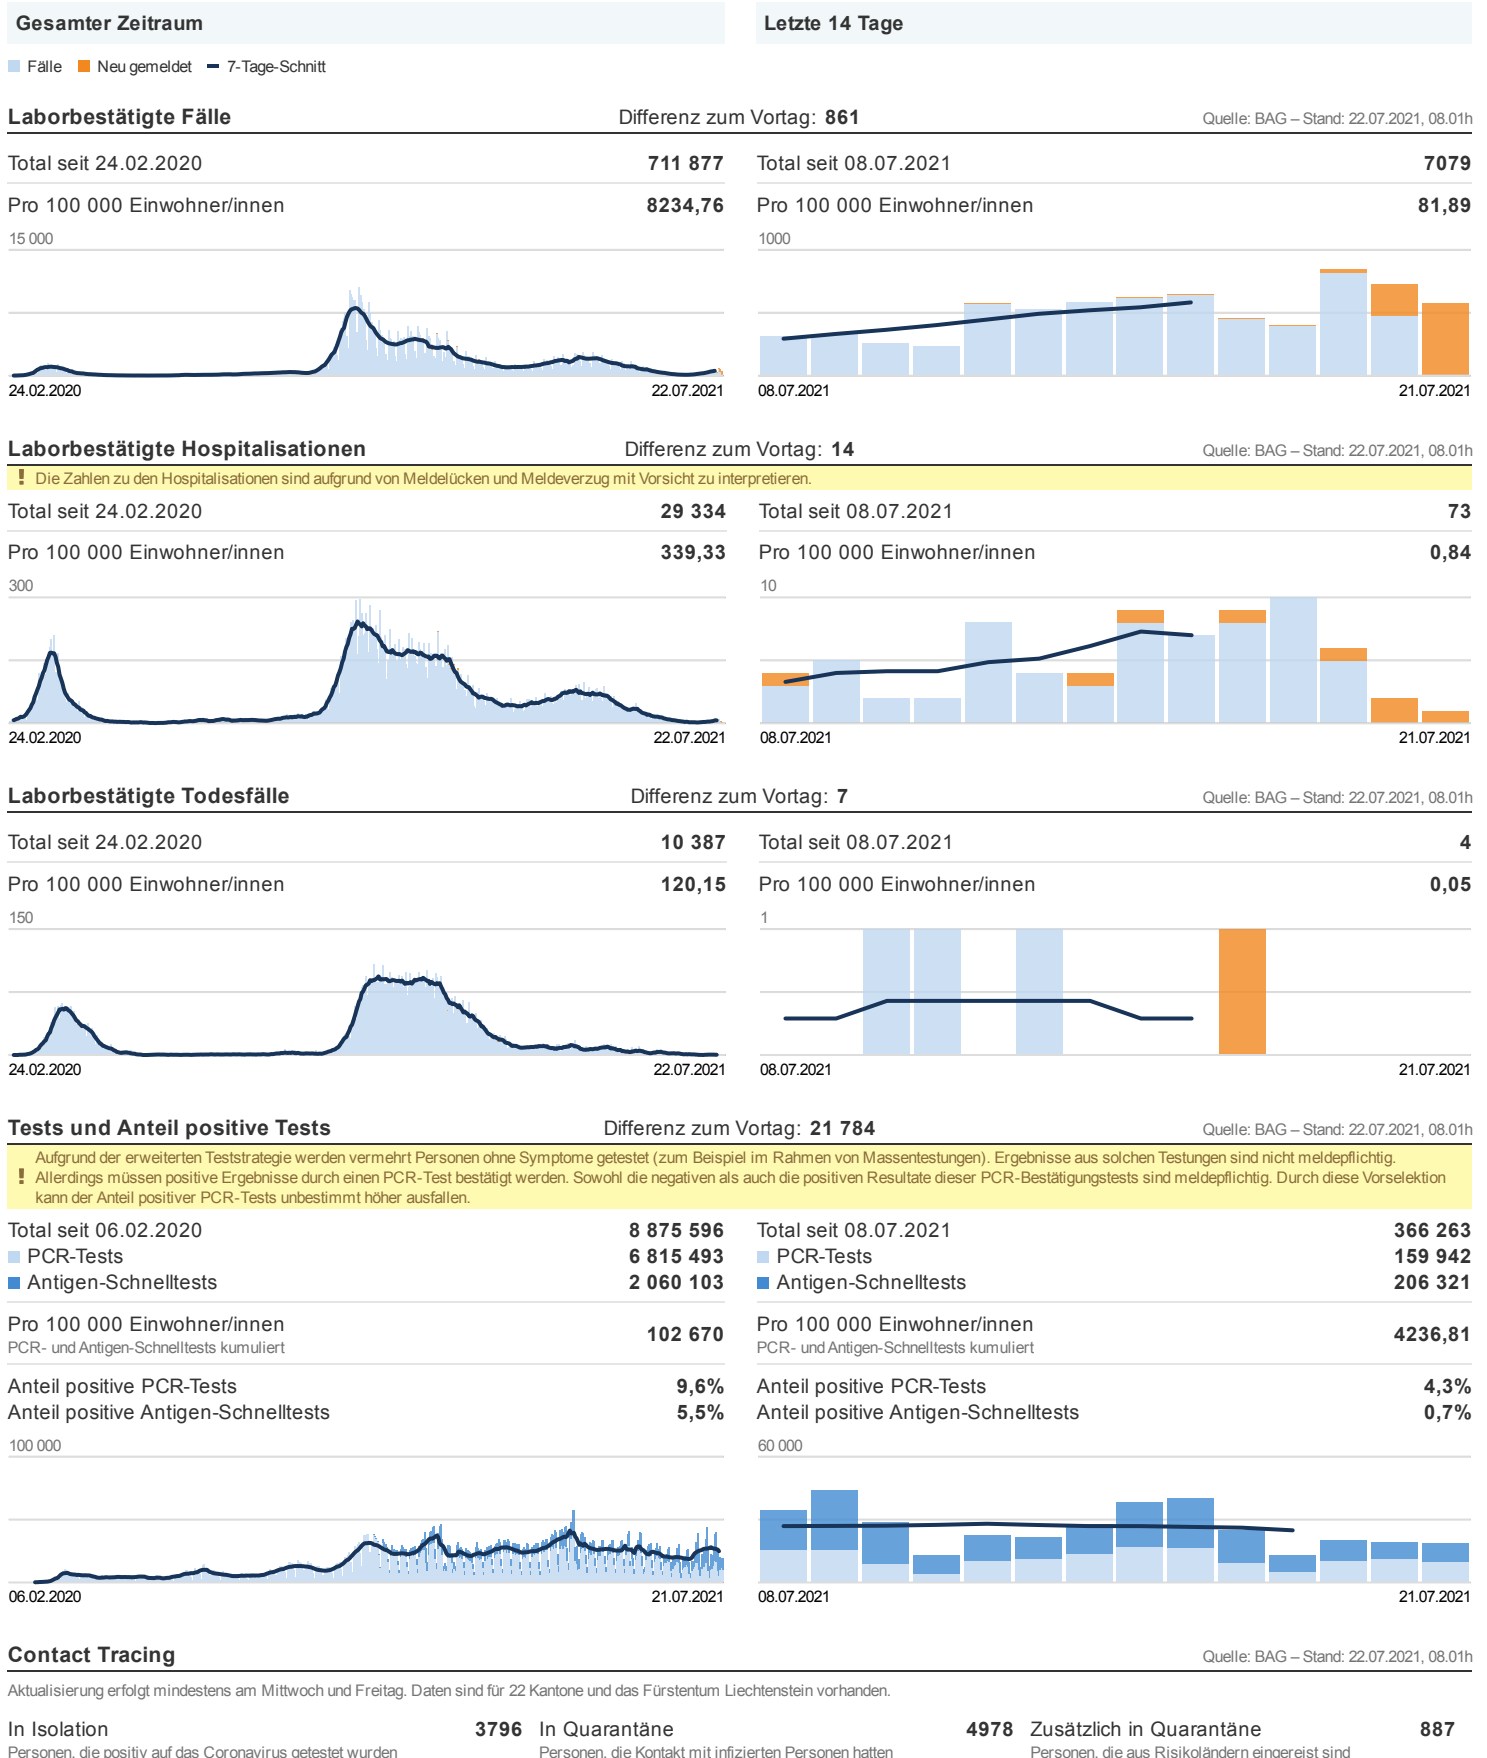 Gesamter Zeitraum
Letzte 14 Tage
Fälle Neu gemeldet 7-Tage-Schnitt
Laborbestätigte Fälle Differenz zum Vortag: 861 Quelle: BAG – Stand: 22.07.2021, 08.01h
Total seit 24.02.2020 711 877
Pro 100 000 Einwohner/innen 8234,76
15 000
24.02.2020 22.07.2021
Total seit 08.07.2021 7079
Pro 100 000 Einwohner/innen 81,89
1000
08.07.2021 21.07.2021
Laborbestätigte Hospitalisationen Differenz zum Vortag: 14 Quelle: BAG – Stand: 22.07.2021, 08.01h
! Die Zahlen zu den Hospitalisationen sind aufgrund von Meldelücken und Meldeverzug mit Vorsicht zu interpretieren.
Total seit 24.02.2020 29 334
Pro 100 000 Einwohner/innen 339,33
300
24.02.2020 22.07.2021
Total seit 08.07.2021 73
Pro 100 000 Einwohner/innen 0,84
10
08.07.2021 21.07.2021
Laborbestätigte Todesfälle Differenz zum Vortag: 7 Quelle: BAG – Stand: 22.07.2021, 08.01h
Total seit 24.02.2020 10 387
Pro 100 000 Einwohner/innen 120,15
150
24.02.2020 22.07.2021
Total seit 08.07.2021 4
Pro 100 000 Einwohner/innen 0,05
1
08.07.2021 21.07.2021
Tests und Anteil positive Tests Differenz zum Vortag: 21 784 Quelle: BAG – Stand: 22.07.2021, 08.01h
Aufgrund der erweiterten Teststrategie werden vermehrt Personen ohne Symptome getestet (zum Beispiel im Rahmen von Massentestungen). Ergebnisse aus solchen Testungen sind nicht meldepflichtig.
! Allerdings müssen positive Ergebnisse durch einen PCR-Test bestätigt werden. Sowohl die negativen als auch die positiven Resultate dieser PCR-Bestätigungstests sind meldepflichtig. Durch diese Vorselektion
kann der Anteil positiver PCR-Tests unbestimmt höher ausfallen.
Total seit 06.02.2020 8 875 596
PCR-Tests 6 815 493
Antigen-Schnelltests 2 060 103
Pro 100 000 Einwohner/innen 102 670
PCR- und Antigen-Schnelltests kumuliert
Anteil positive PCR-Tests 9,6%
Anteil positive Antigen-Schnelltests 5,5%
100 000
06.02.2020 21.07.2021
Total seit 08.07.2021 366 263
PCR-Tests 159 942
Antigen-Schnelltests 206 321
Pro 100 000 Einwohner/innen 4236,81
PCR- und Antigen-Schnelltests kumuliert
Anteil positive PCR-Tests 4,3%
Anteil positive Antigen-Schnelltests 0,7%
60 000
08.07.2021 21.07.2021
Contact Tracing Quelle: BAG – Stand: 22.07.2021, 08.01h
Aktualisierung erfolgt mindestens am Mittwoch und Freitag. Daten sind für 22 Kantone und das Fürstentum Liechtenstein vorhanden.
In Isolation 3796
Personen, die positiv auf das Coronavirus getestet wurden
In Quarantäne 4978
Personen, die Kontakt mit infizierten Personen hatten
Zusätzlich in Quarantäne 887
Personen, die aus Risikoländern eingereist sind